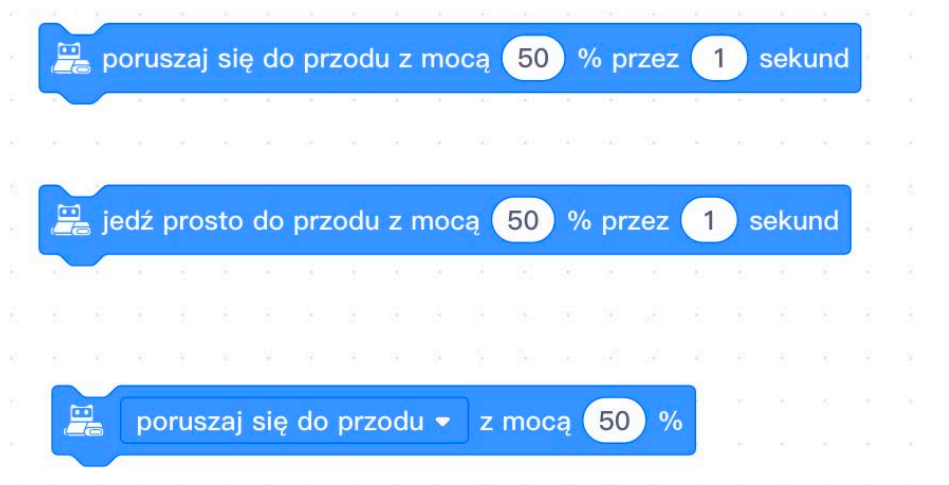 poruszaj się do przodu z mocą 50 % przez 1 sekund
jedź prosto do przodu z mocą 50 % przez 1 sekund
poruszaj się do przodu z mocą 50 %